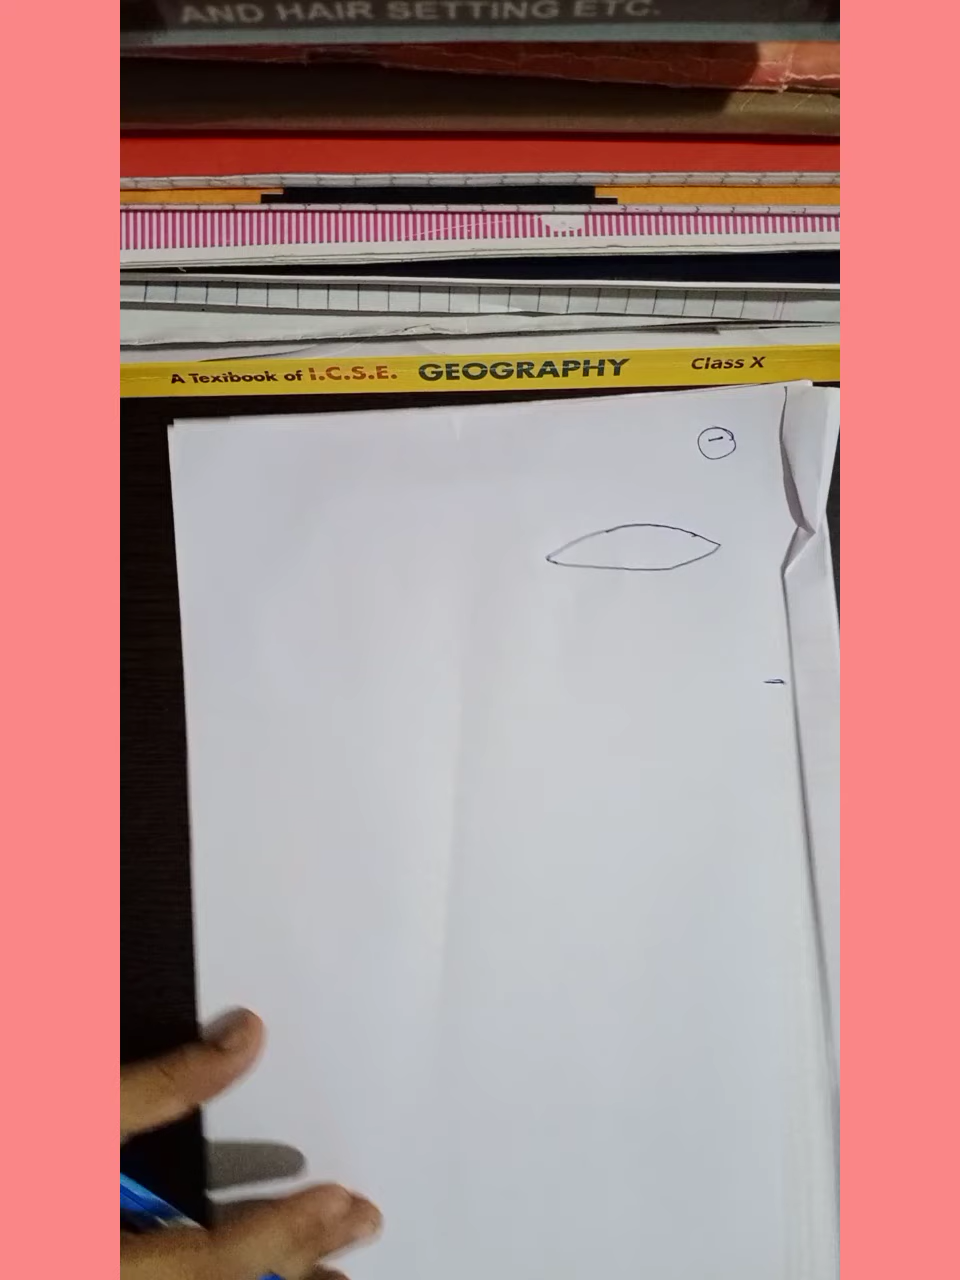 AND HAIR SETTING ETC.
A Textbook of I.C.S.E. GEOGRAPHY Class X
1